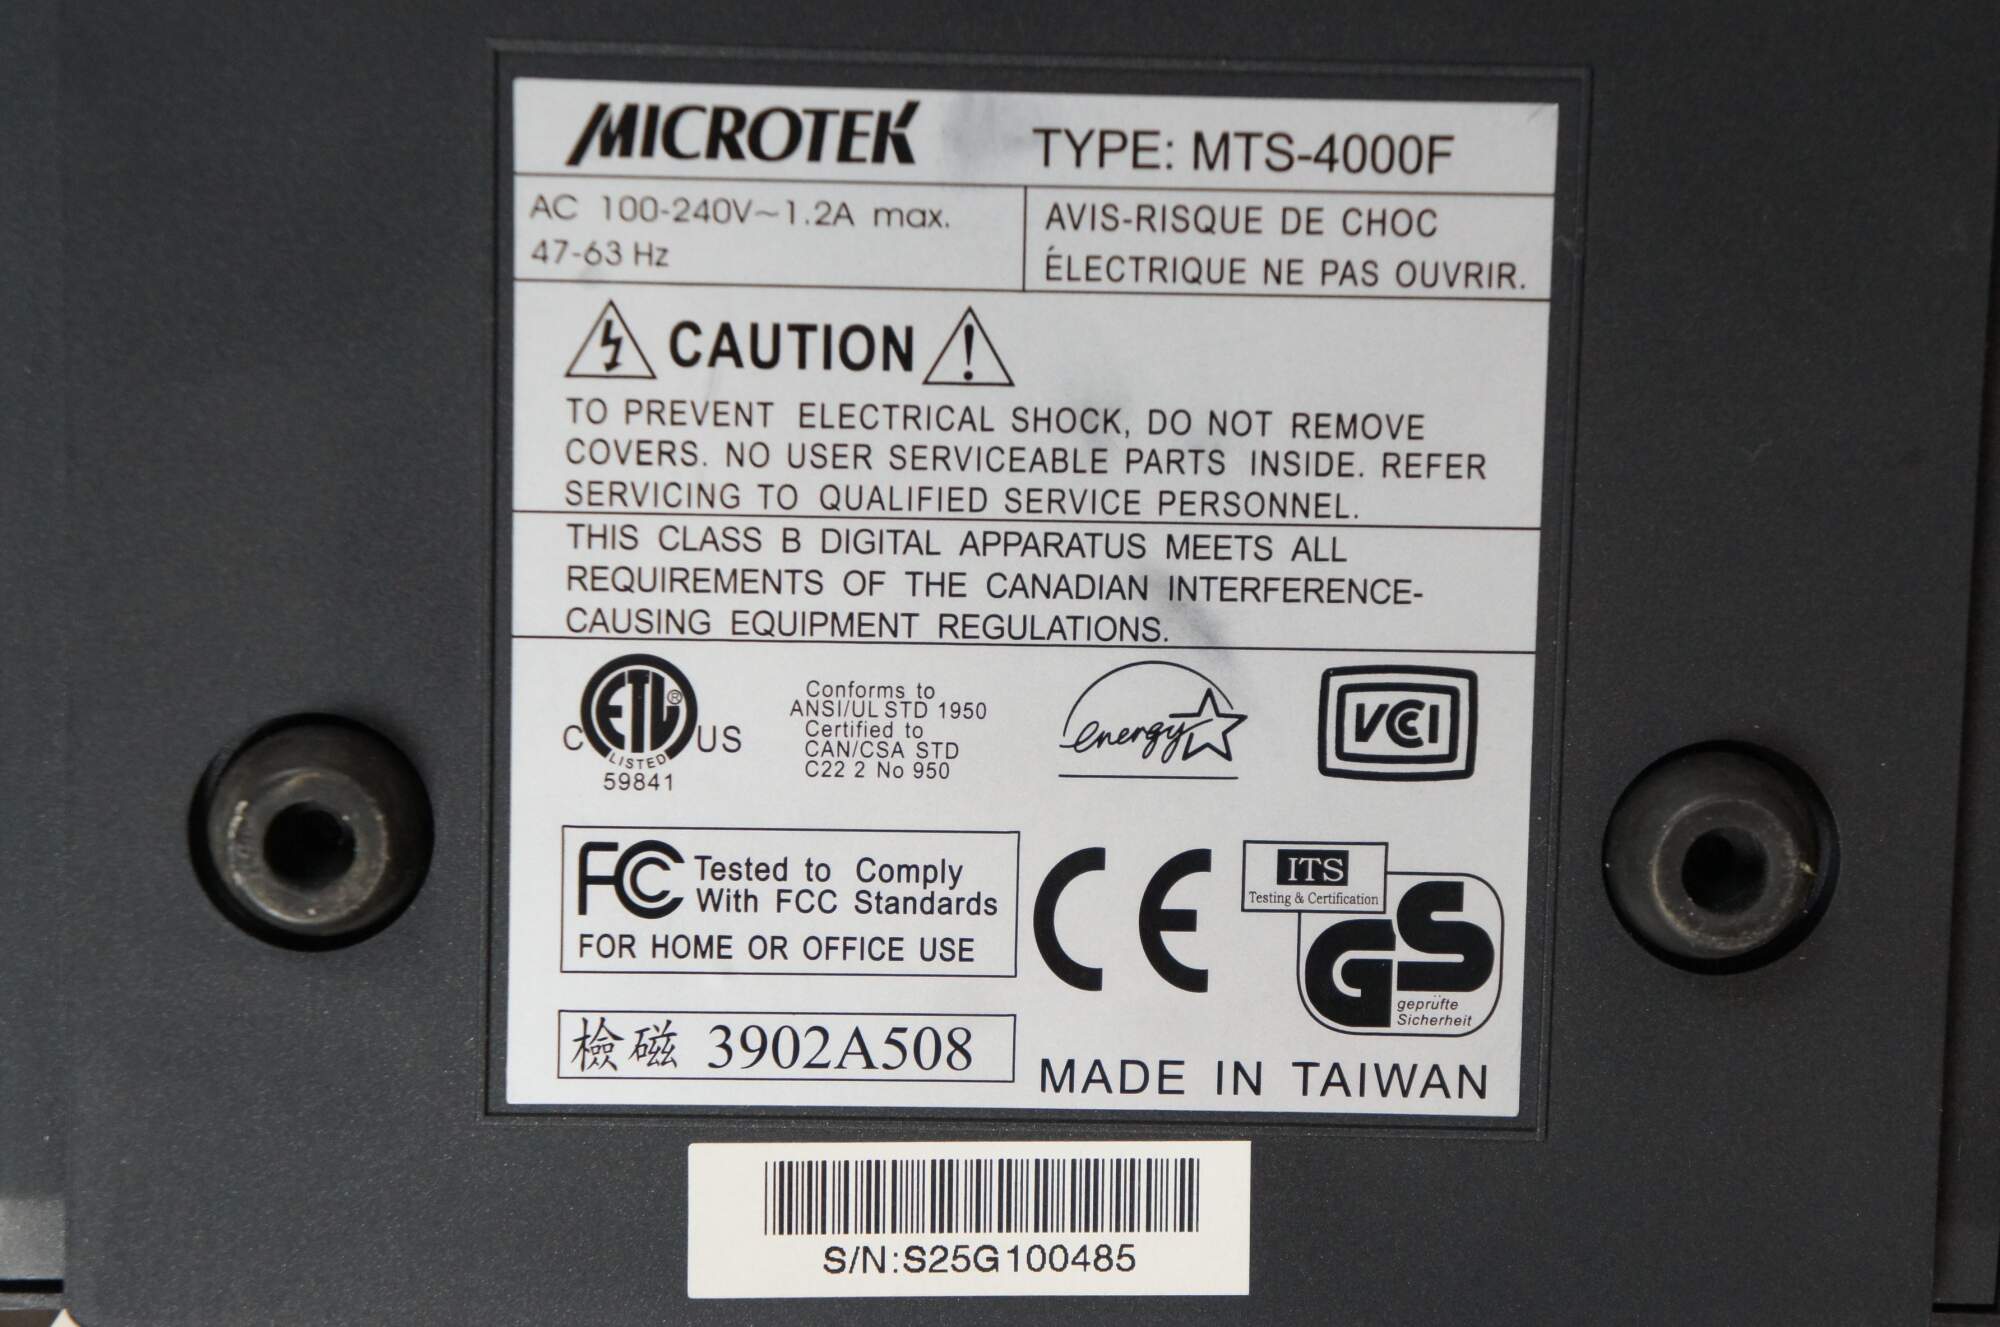 MICROTEK TYPE: MTS-4000F
AC 100-240V~1.2A max.
47-63 Hz
AVIS-RISQUE DE CHOC
ÉLECTRIQUE NE PAS OUVRIR.
CAUTION
TO PREVENT ELECTRICAL SHOCK, DO NOT REMOVE
COVERS. NO USER SERVICEABLE PARTS INSIDE. REFER
SERVICING TO QUALIFIED SERVICE PERSONNEL.
THIS CLASS B DIGITAL APPARATUS MEETS ALL
REQUIREMENTS OF THE CANADIAN INTERFERENCE-
CAUSING EQUIPMENT REGULATIONS.
C ETL® US
LISTED
59841
Conforms to
ANSI/UL STD 1950
Certified to
CAN/CSA STD
C22 2 No 950
energy
VCCI
FC Tested to Comply
With FCC Standards
FOR HOME OR OFFICE USE
CE
ITS
Testing & Certification
GS
geprüfte
Sicherheit
檢磁 3902A508
MADE IN TAIWAN
S/N:S25G100485